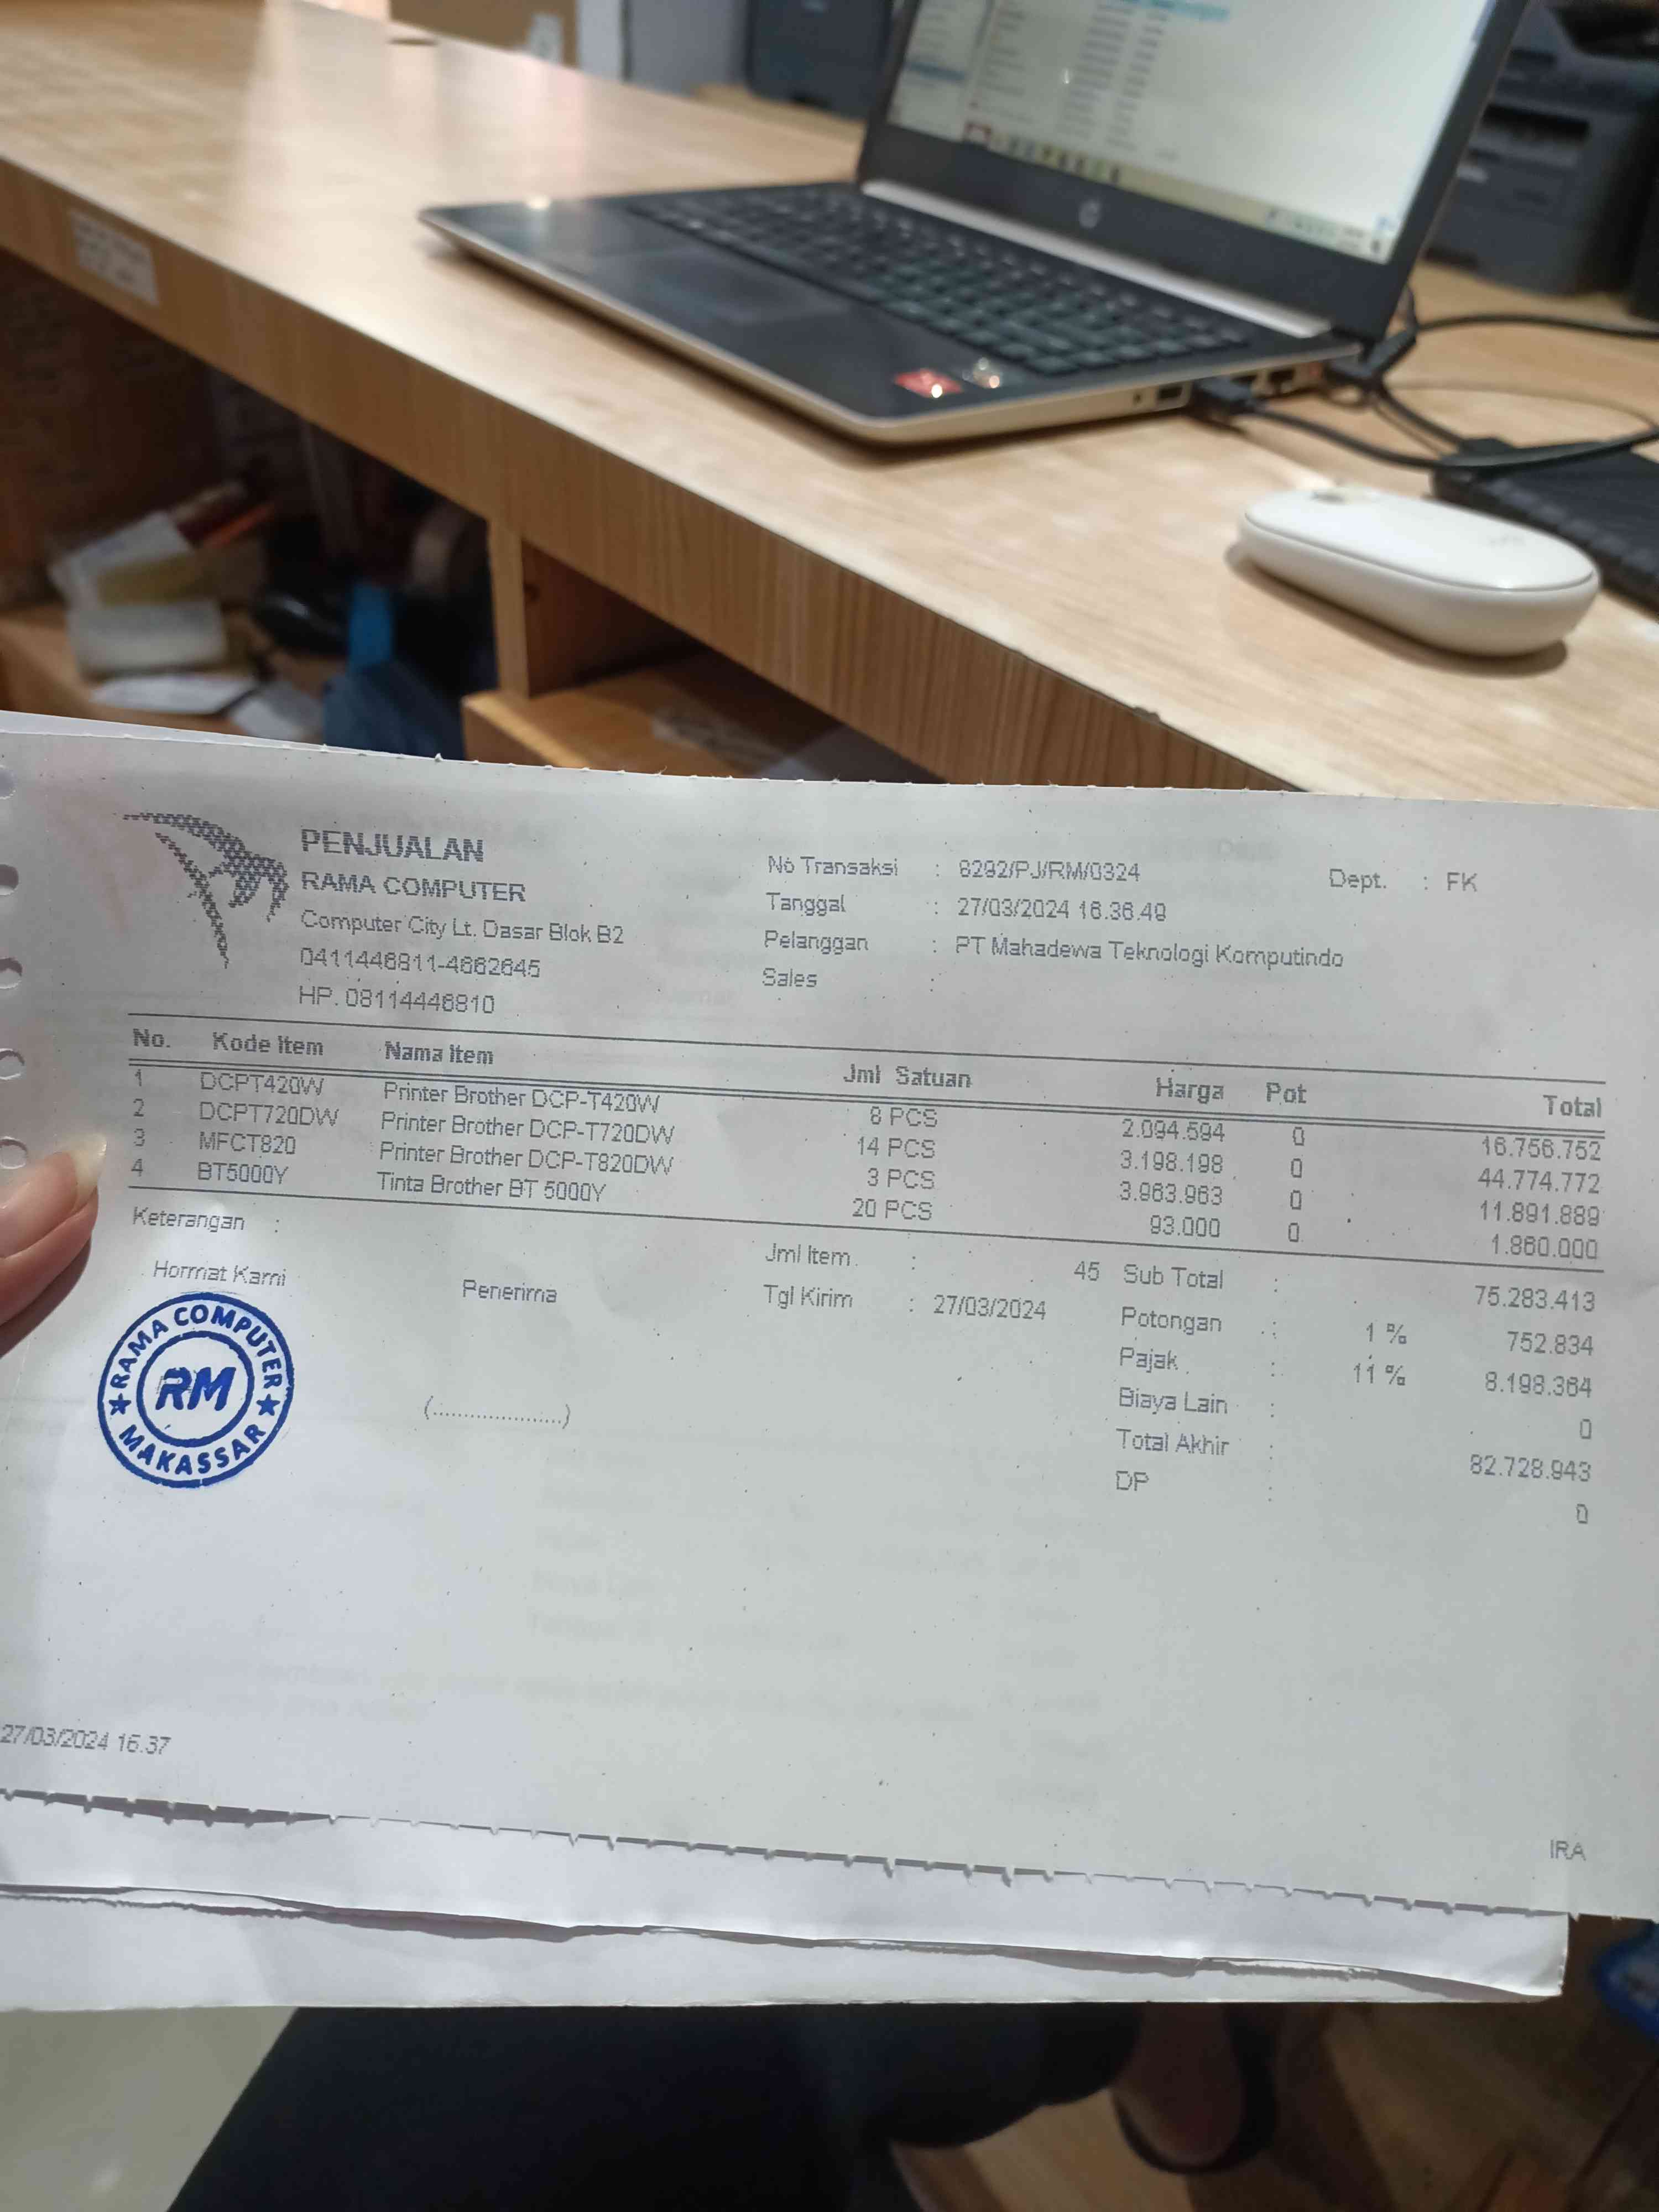 PENJUALAN
RAMA COMPUTER
Computer City Lt. Dasar Blok B2
0411446811-4662645
HP. 08114446810
No Transaksi : 6292/PJ/RM/0324
Tanggal : 27/03/2024 16.36.49
Pelanggan : PT Mahadewa Teknologi Komputindo
Sales :
Dept. : FK
No. Kode Item Nama Item Jml Satuan Harga Pot Total
1 DCPT420W Printer Brother DCP-T420W 8 PCS 2.094.594 0 16.756.752
2 DCPT720DW Printer Brother DCP-T720DW 14 PCS 3.198.198 0 44.774.772
3 MFCT820 Printer Brother DCP-T820DW 3 PCS 3.963.963 0 11.891.889
4 BT5000Y Tinta Brother BT 5000Y 20 PCS 93.000 0 1.860.000
Keterangan :
Jml Item : 45 Sub Total : 75.283.413
Hormat Kami Penerima Tgl Kirim : 27/03/2024 Potongan : 1 % 752.834
Pajak : 11 % 8.198.364
Biaya Lain : 0
Total Akhir : 82.728.943
DP : 0
(.....................)
RAMA COMPUTER
RM
MAKASSAR
27/03/2024 16.37
IRA
hp